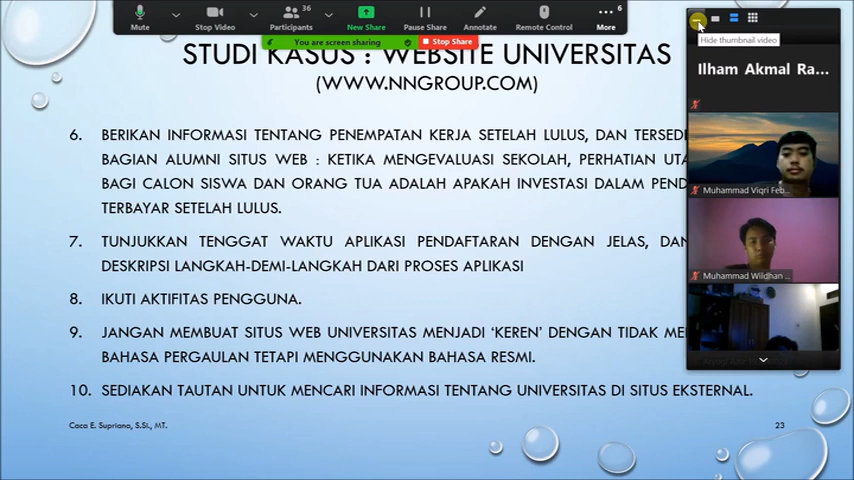 Mute
Stop Video
36
Participants
New Share
Pause Share
Annotate
Remote Control
6
More
You are screen sharing
Stop Share
Hide thumbnail video
Ilham Akmal Ra...
Muhammad Viqri Feb...
Muhammad Wildhan ...
STUDI KASUS : WEBSITE UNIVERSITAS
(WWW.NNGROUP.COM)
6. BERIKAN INFORMASI TENTANG PENEMPATAN KERJA SETELAH LULUS, DAN
BAGIAN ALUMNI SITUS WEB : KETIKA MENGEVALUASI SEKOLAH, PERHATIAN
BAGI CALON SISWA DAN ORANG TUA ADALAH APAKAH INVESTASI DALAM
TERBAYAR SETELAH LULUS.
7. TUNJUKKAN TENGGAT WAKTU APLIKASI PENDAFTARAN DENGAN JELAS, DAN
DESKRIPSI LANGKAH-DEMI-LANGKAH DARI PROSES APLIKASI
8. IKUTI AKTIFITAS PENGGUNA.
9. JANGAN MEMBUAT SITUS WEB UNIVERSITAS MENJADI ‘KEREN’ DENGAN TIDAK
BAHASA PERGAULAN TETAPI MENGGUNAKAN BAHASA RESMI.
10. SEDIAKAN TAUTAN UNTUK MENCARI INFORMASI TENTANG UNIVERSITAS DI SITUS EKSTERNAL.
Caca E. Supriana, S.Si., MT.
23